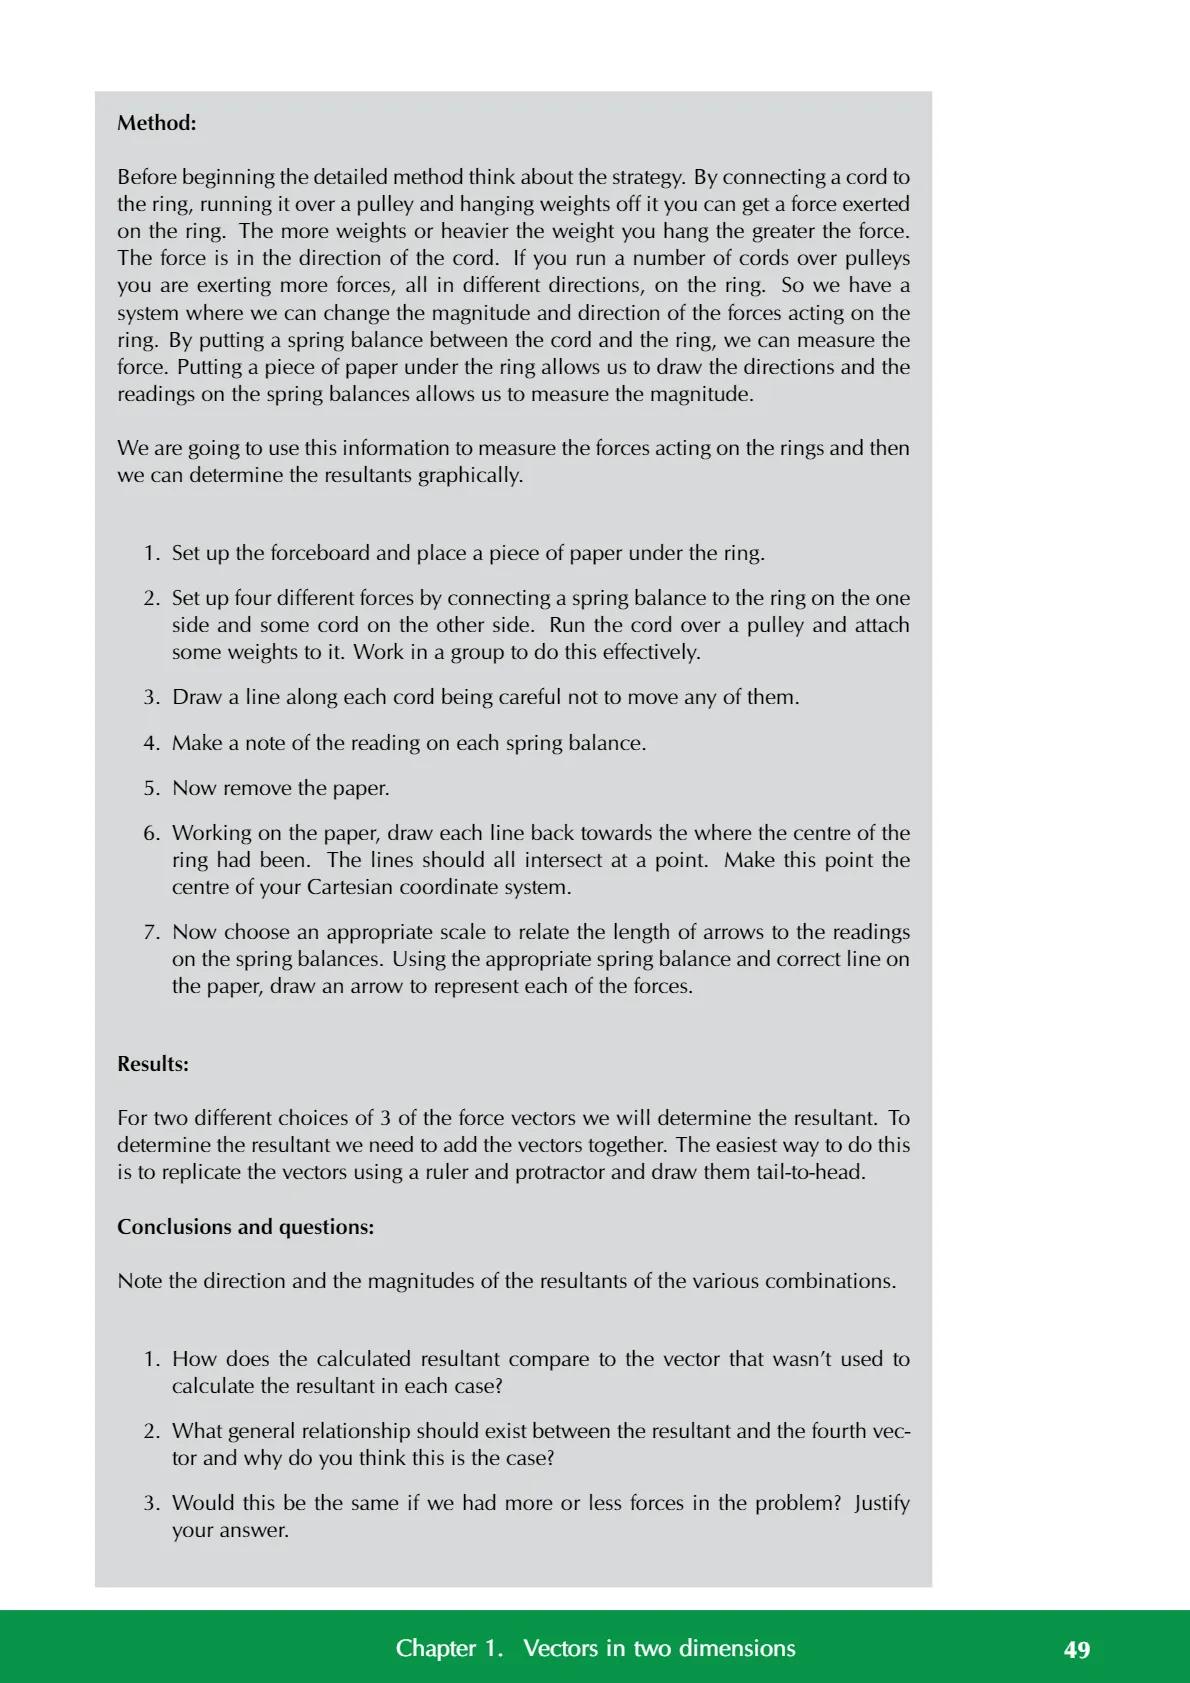 Method:
Before beginning the detailed method think about the strategy. By connecting a cord to
the ring, running it over a pulley and hanging weights off it you can get a force exerted
on the ring. The more weights or heavier the weight you hang the greater the force.
The force is in the direction of the cord. If you run a number of cords over pulleys
you are exerting more forces, all in different directions, on the ring. So we have a
system where we can change the magnitude and direction of the forces acting on the
ring. By putting a spring balance between the cord and the ring, we can measure the
force. Putting a piece of paper under the ring allows us to draw the directions and the
readings on the spring balances allows us to measure the magnitude.
We are going to use this information to measure the forces acting on the rings and then
we can determine the resultants graphically.
1. Set up the forceboard and place a piece of paper under the ring.
2. Set up four different forces by connecting a spring balance to the ring on the one
side and some cord on the other side. Run the cord over a pulley and attach
some weights to it. Work in a group to do this effectively.
3. Draw a line along each cord being careful not to move any of them.
4. Make a note of the reading on each spring balance.
5. Now remove the paper.
6. Working on the paper, draw each line back towards the where the centre of the
ring had been. The lines should all intersect at a point. Make this point the
centre of your Cartesian coordinate system.
7. Now choose an appropriate scale to relate the length of arrows to the readings
on the spring balances. Using the appropriate spring balance and correct line on
the paper, draw an arrow to represent each of the forces.
Results:
For two different choices of 3 of the force vectors we will determine the resultant. To
determine the resultant we need to add the vectors together. The easiest way to do this
is to replicate the vectors using a ruler and protractor and draw them tail-to-head.
Conclusions and questions:
Note the direction and the magnitudes of the resultants of the various combinations.
1. How does the calculated resultant compare to the vector that wasn't used to
calculate the resultant in each case?
2. What general relationship should exist between the resultant and the fourth vec-
tor and why do you think this is the case?
3. Would this be the same if we had more or less forces in the problem? Justify
your answer.
Chapter 1. Vectors in two dimensions 49